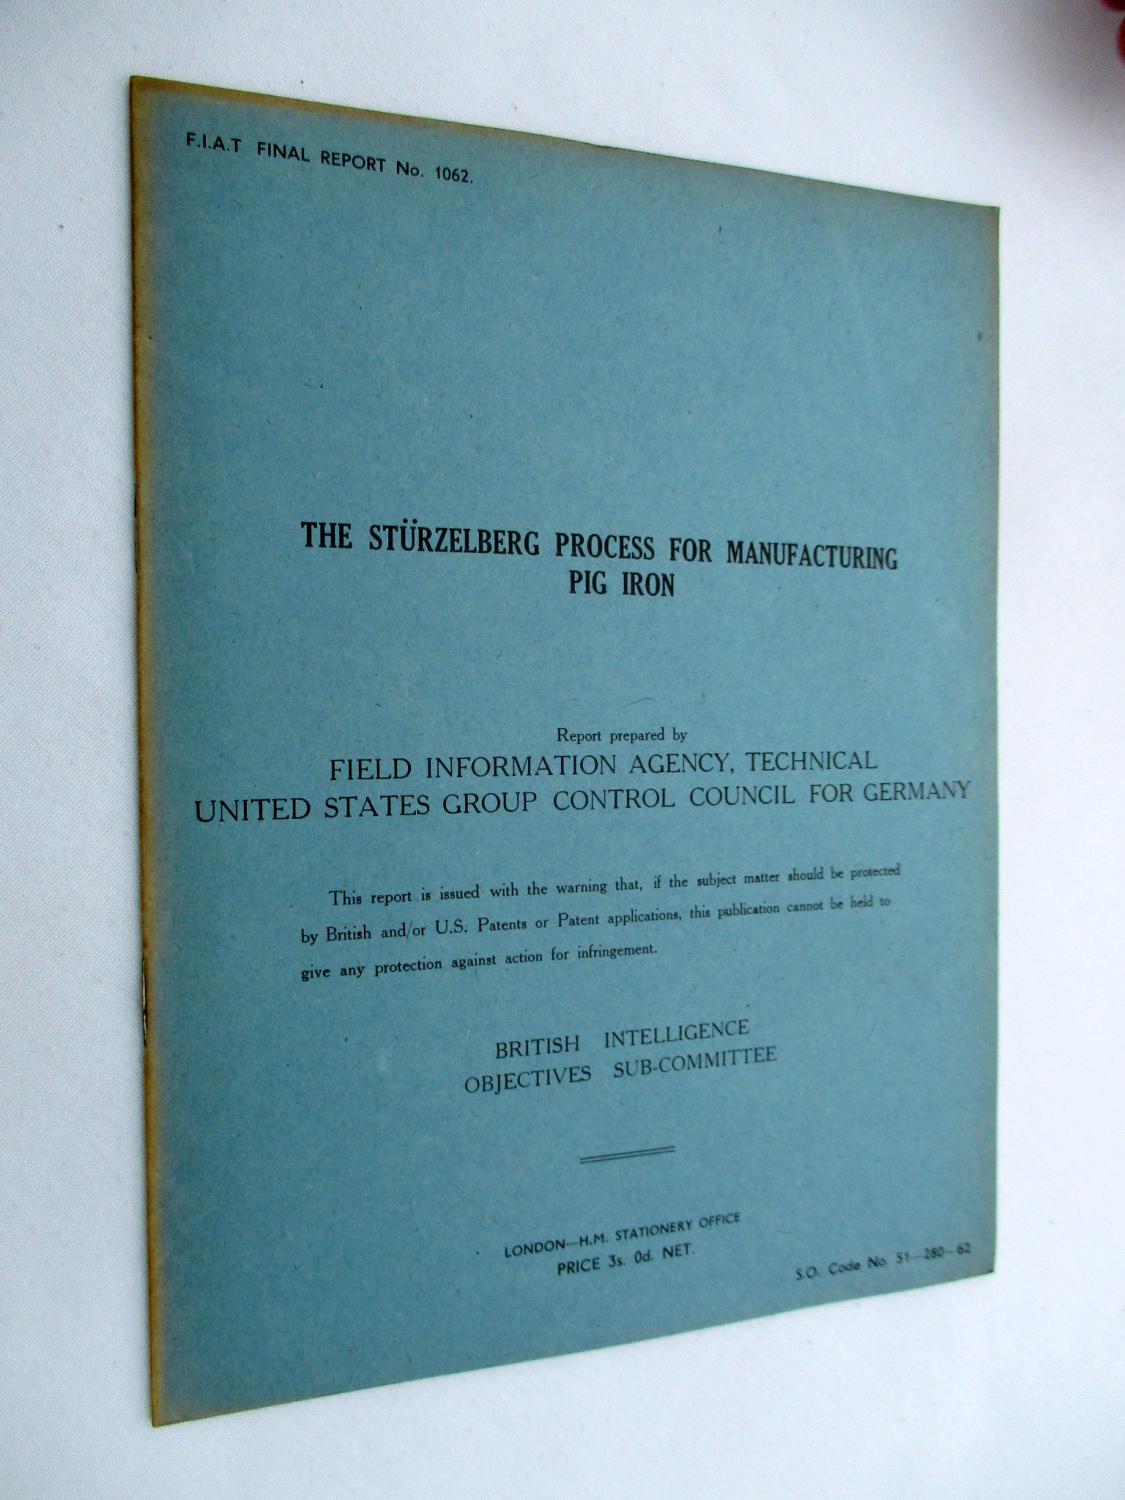 F.I.A.T FINAL REPORT No. 1062.
THE STÜRZELBERG PROCESS FOR MANUFACTURING
PIG IRON
Report prepared by
FIELD INFORMATION AGENCY, TECHNICAL
UNITED STATES GROUP CONTROL COUNCIL FOR GERMANY
This report is issued with the warning that, if the subject matter should be protected
by British and/or U.S. Patents or Patent applications, this publication cannot be held to
give any protection against action for infringement.
BRITISH INTELLIGENCE
OBJECTIVES SUB-COMMITTEE
LONDON—H.M. STATIONERY OFFICE
PRICE 3s. 0d. NET.
S.O. Code No. 51—280—62